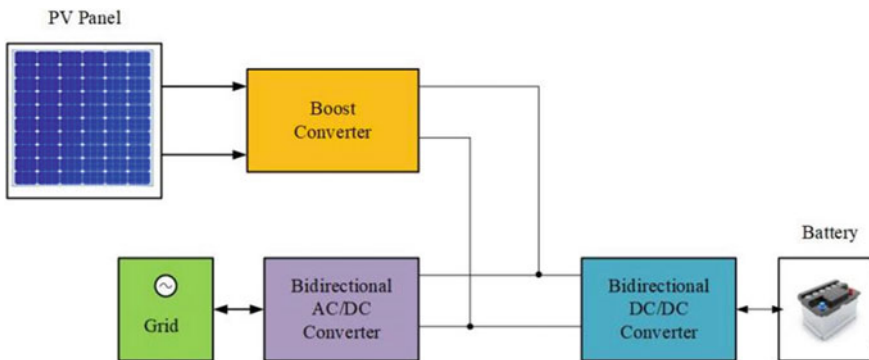 PV Panel
Boost
Converter
Battery
Grid
Bidirectional
AC/DC
Converter
Bidirectional
DC/DC
Converter